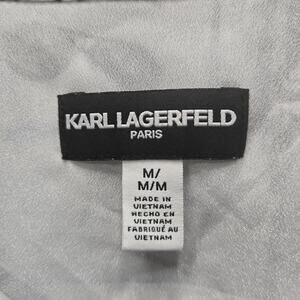 KARL LAGERFELD
PARIS
M/
M/M
MADE IN
VIETNAM
HECHO EN
VIETNAM
FABRIQUÉ AU
VIETNAM